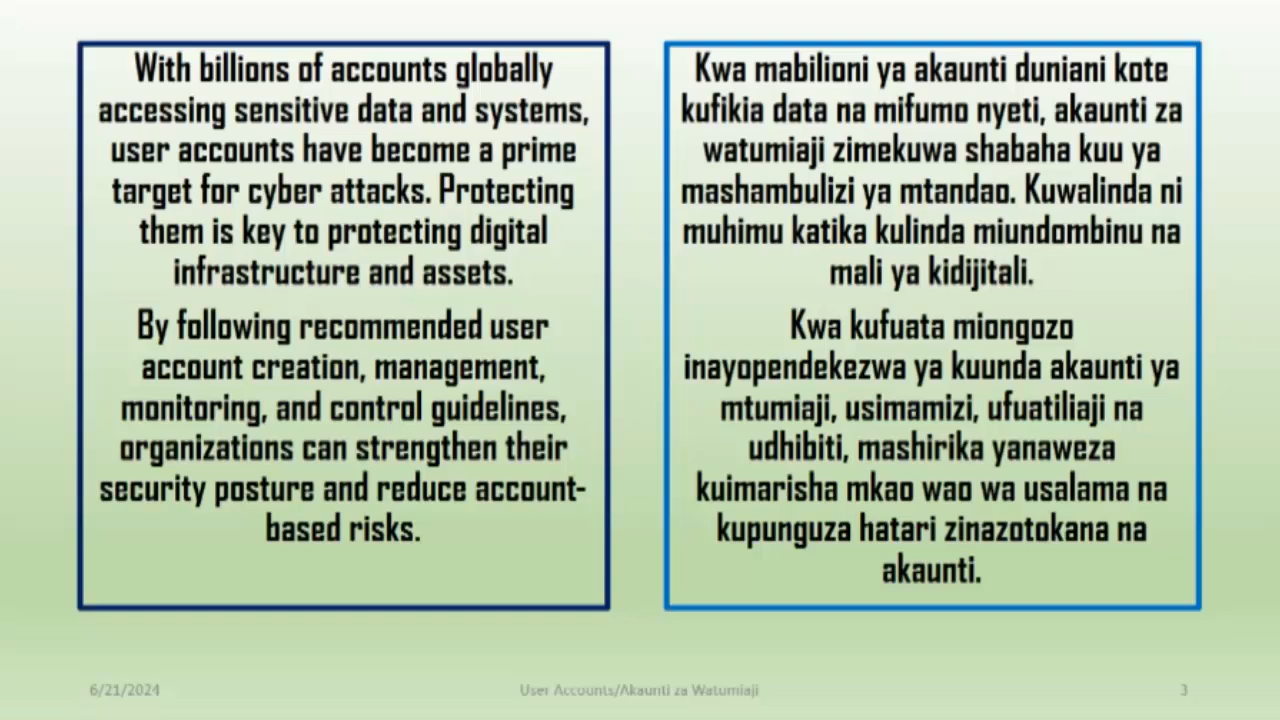 With billions of accounts globally
accessing sensitive data and systems,
user accounts have become a prime
target for cyber attacks. Protecting
them is key to protecting digital
infrastructure and assets.
By following recommended user
account creation, management,
monitoring, and control guidelines,
organizations can strengthen their
security posture and reduce account-
based risks.
Kwa mabilioni ya akaunti duniani kote
kufikia data na mifumo nyeti, akaunti za
watumiaji zimekuwa shabaha kuu ya
mashambulizi ya mtandao. Kuwalinda ni
muhimu katika kulinda miundombinu na
mali ya kidijitali.
Kwa kufuata miongozo
inayopendekezwa ya kuunda akaunti ya
mtumiaji, usimamizi, ufuatiliaji na
udhibiti, mashirika yanaweza
kuimarisha mkao wao wa usalama na
kupunguza hatari zinazotokana na
akaunti.
6/21/2024
User Accounts/Akaunti za Watumiaji
3